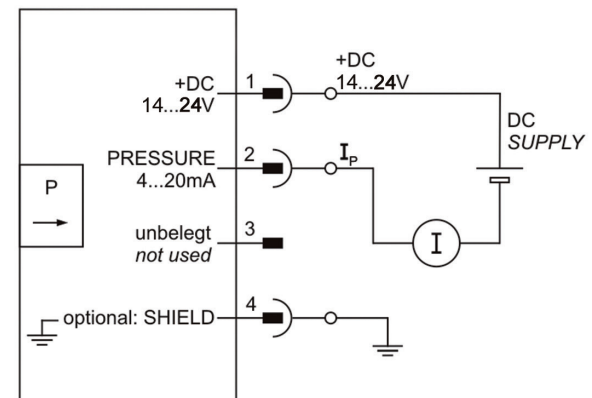 +DC
14...24V
1
+DC
14...24V
DC
SUPPLY
PRESSURE
4...20mA
2
I_P
P
unbelegt
not used
3
I
optional: SHIELD
4